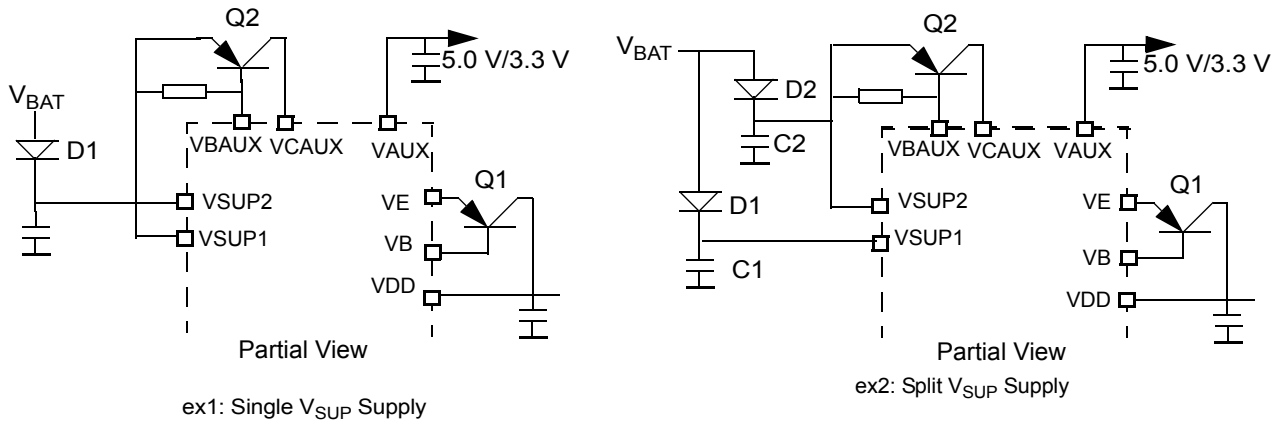 Q2
5.0 V/3.3 V
VBAT
D1
VBAUX VCAUX VAUX
Q1
VSUP2
VE
VSUP1
VB
VDD
Partial View
ex1: Single VSUP Supply
Q2
VBAT
5.0 V/3.3 V
D2
C2
VBAUX VCAUX VAUX
Q1
D1
VSUP2
VE
VSUP1
VB
C1
VDD
Partial View
ex2: Split VSUP Supply